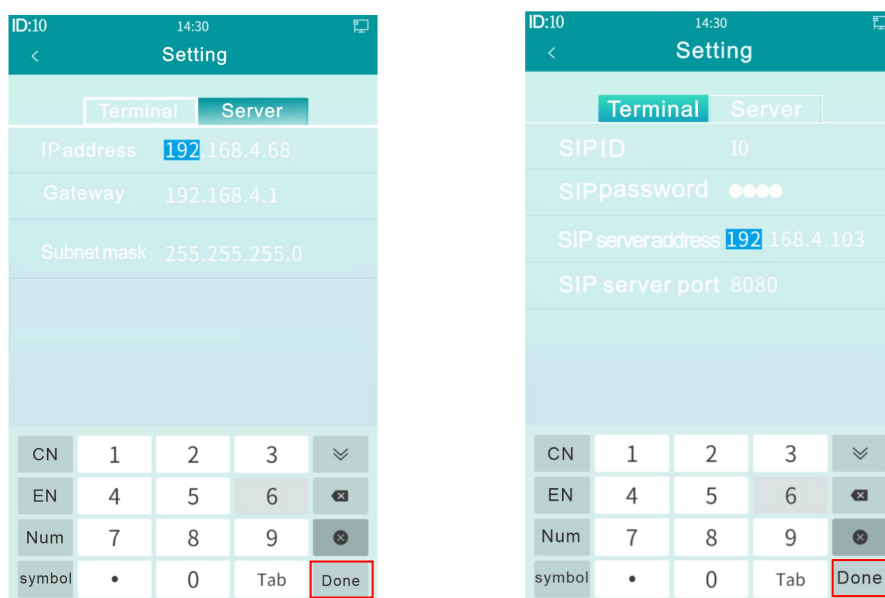 ID:10 14:30
< Setting
Terminal Server
IP address 192.168.4.68
Gateway 192.168.4.1
Subnet mask 255.255.255.0
CN 1 2 3
EN 4 5 6
Num 7 8 9
symbol • 0 Tab Done
ID:10 14:30
< Setting
Terminal Server
SIP ID 10
SIP password ●●●●
SIP server address 192.168.4.103
SIP server port 8080
CN 1 2 3
EN 4 5 6
Num 7 8 9
symbol • 0 Tab Done